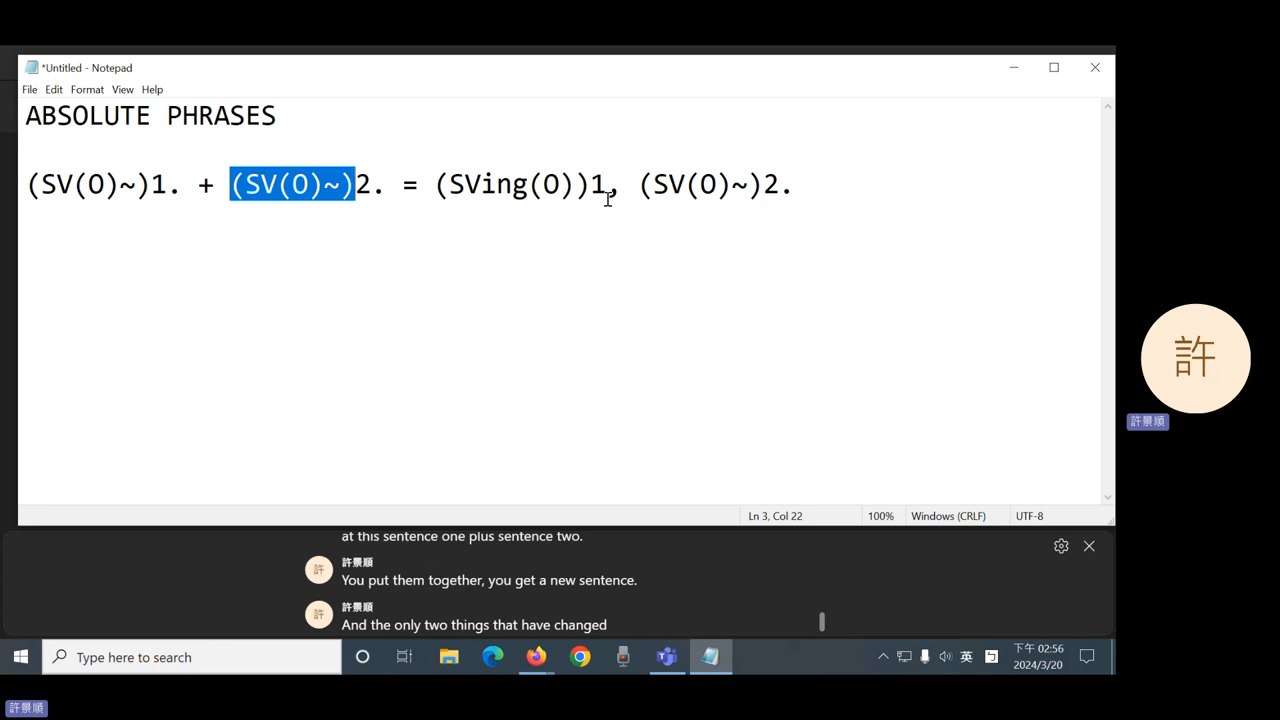 *Untitled - Notepad
File Edit Format View Help
ABSOLUTE PHRASES
(SV(O)~)1. + (SV(O)~)2. = (SVing(O))1, (SV(O)~)2.
許
許景順
Ln 3, Col 22 100% Windows (CRLF) UTF-8
at this sentence one plus sentence two.
許景順
許
You put them together, you get a new sentence.
許景順
許
And the only two things that have changed
Type here to search
英
下午 02:56
2024/3/20
許景順